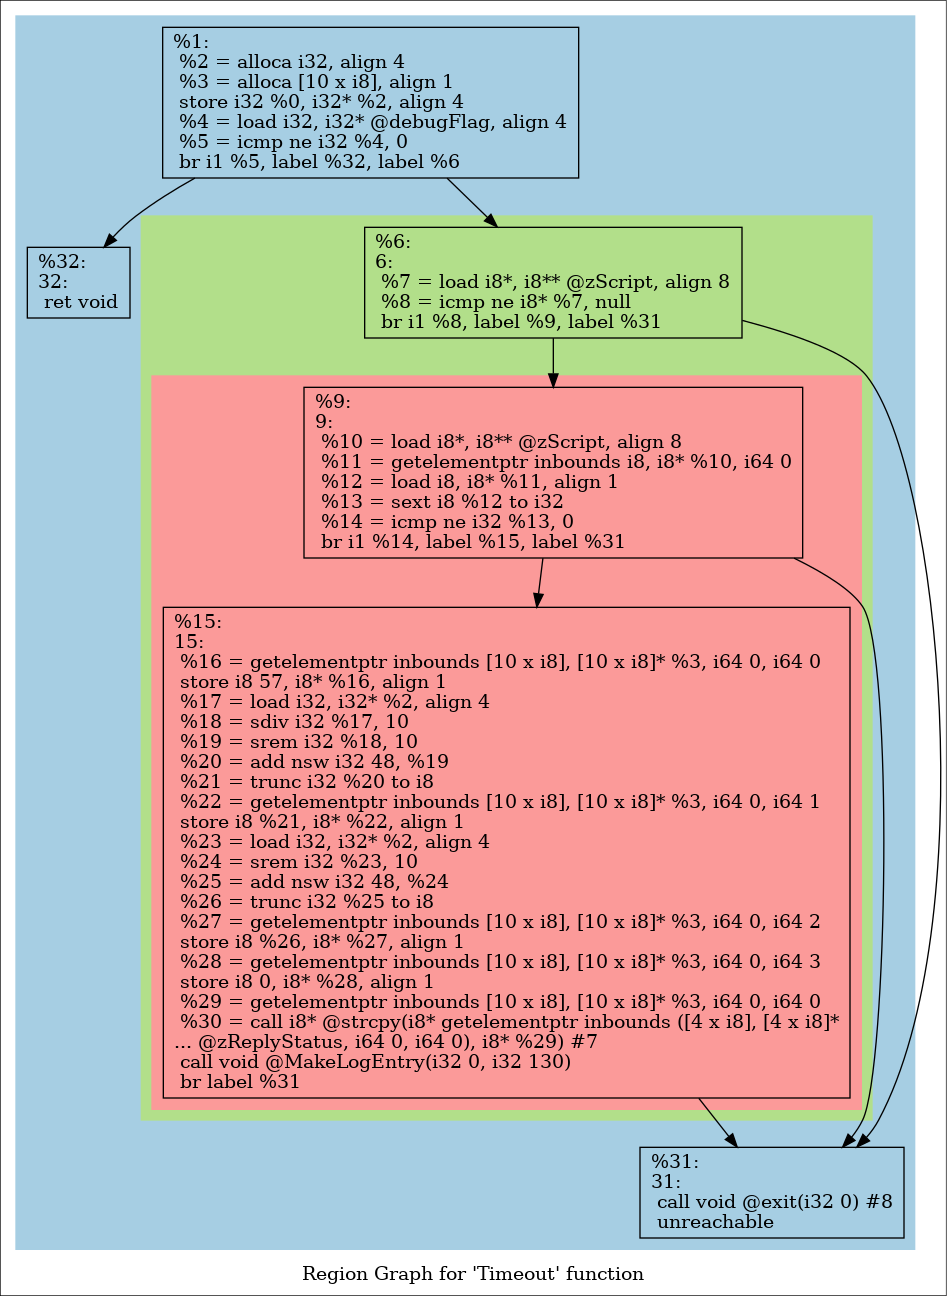 %1:
%2 = alloca i32, align 4
%3 = alloca [10 x i8], align 1
store i32 %0, i32* %2, align 4
%4 = load i32, i32* @debugFlag, align 4
%5 = icmp ne i32 %4, 0
br i1 %5, label %32, label %6
%32:
32:
ret void
%6:
6:
%7 = load i8*, i8** @zScript, align 8
%8 = icmp ne i8* %7, null
br i1 %8, label %9, label %31
%9:
9:
%10 = load i8*, i8** @zScript, align 8
%11 = getelementptr inbounds i8, i8* %10, i64 0
%12 = load i8, i8* %11, align 1
%13 = sext i8 %12 to i32
%14 = icmp ne i32 %13, 0
br i1 %14, label %15, label %31
%15:
15:
%16 = getelementptr inbounds [10 x i8], [10 x i8]* %3, i64 0, i64 0
store i8 57, i8* %16, align 1
%17 = load i32, i32* %2, align 4
%18 = sdiv i32 %17, 10
%19 = srem i32 %18, 10
%20 = add nsw i32 48, %19
%21 = trunc i32 %20 to i8
%22 = getelementptr inbounds [10 x i8], [10 x i8]* %3, i64 0, i64 1
store i8 %21, i8* %22, align 1
%23 = load i32, i32* %2, align 4
%24 = srem i32 %23, 10
%25 = add nsw i32 48, %24
%26 = trunc i32 %25 to i8
%27 = getelementptr inbounds [10 x i8], [10 x i8]* %3, i64 0, i64 2
store i8 %26, i8* %27, align 1
%28 = getelementptr inbounds [10 x i8], [10 x i8]* %3, i64 0, i64 3
store i8 0, i8* %28, align 1
%29 = getelementptr inbounds [10 x i8], [10 x i8]* %3, i64 0, i64 0
%30 = call i8* @strcpy(i8* getelementptr inbounds ([4 x i8], [4 x i8]*
... @zReplyStatus, i64 0, i64 0), i8* %29) #7
call void @MakeLogEntry(i32 0, i32 130)
br label %31
%31:
31:
call void @exit(i32 0) #8
unreachable
Region Graph for 'Timeout' function